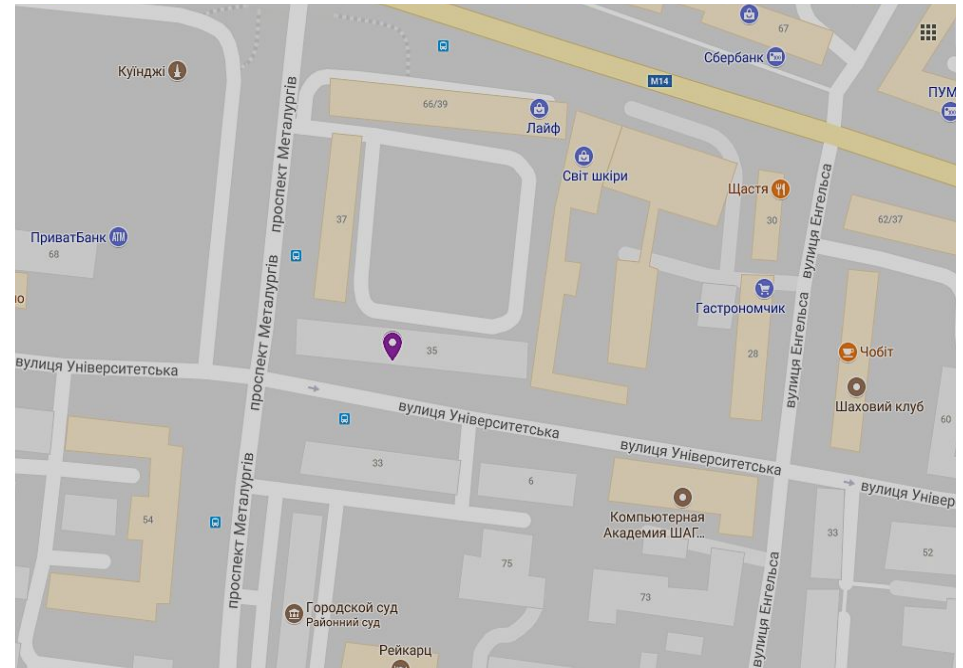 67
Сбербанк
Куїнджі
M14
ПУМ
66/39
Лайф
проспект Металургів
Світ шкіри
Щастя
37
30
62/37
вулиця Енгельса
ПриватБанк
ATM
68
Гастрономчик
вулиця Енгельса
проспект Металургів
35
28
Чобіт
вулиця Університетська
Шаховий клуб
вулиця Університетська
60
вулиця Університетська
33
6
вулиця Універ
проспект Металургів
Компьютерная
Академия ШАГ...
54
33
52
75
73
Городской суд
Районний суд
вулиця Енгельса
Рейкарц